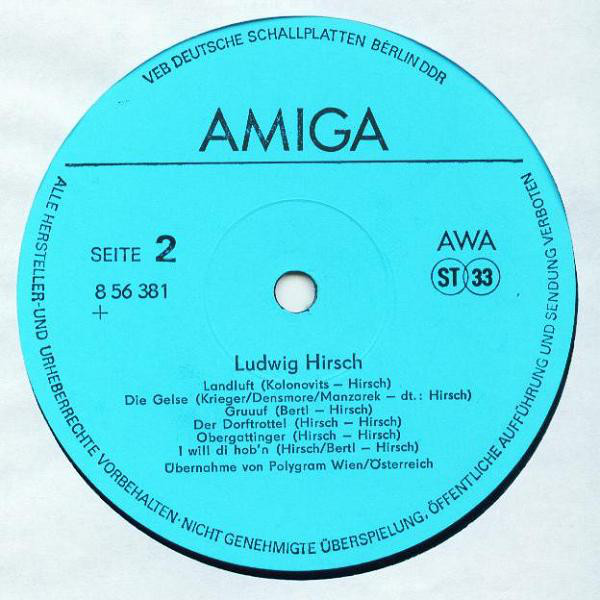 VEB DEUTSCHE SCHALLPLATTEN BERLIN DDR
AMIGA
SEITE 2
8 56 381
+
AWA
ST 33
Ludwig Hirsch
Landluft (Kolonovits – Hirsch)
Die Gelse (Krieger/Densmore/Manzarek – dt.: Hirsch)
Gruuuf (Bertl – Hirsch)
Der Dorftrottel (Hirsch – Hirsch)
Obergattinger (Hirsch – Hirsch)
I will di hob'n (Hirsch/Bertl – Hirsch)
Übernahme von Polygram Wien/Österreich
ALLE HERSTELLER- UND URHEBERRECHTE VORBEHALTEN · NICHT GENEHMIGTE ÜBERSPIELUNG, ÖFFENTLICHE AUFFÜHRUNG UND SENDUNG VERBOTEN